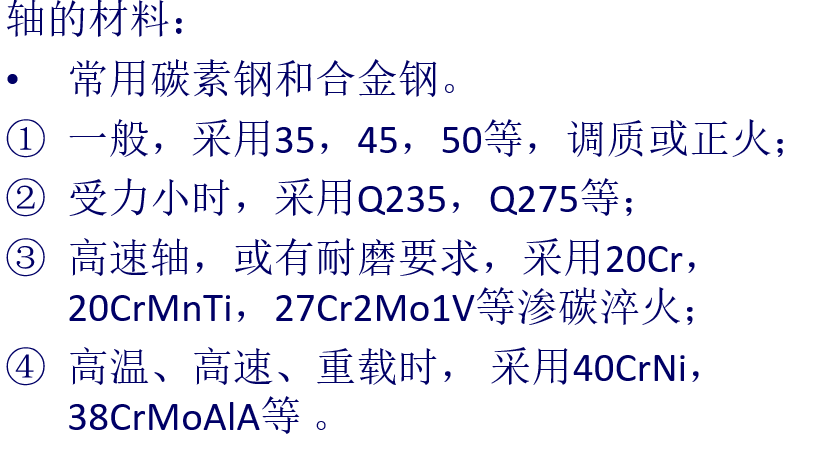 轴的材料：
• 常用碳素钢和合金钢。
① 一般，采用35，45，50等，调质或正火；
② 受力小时，采用Q235，Q275等；
③ 高速轴，或有耐磨要求，采用20Cr，
20CrMnTi，27Cr2Mo1V等渗碳淬火；
④ 高温、高速、重载时， 采用40CrNi，
38CrMoAlA等 。